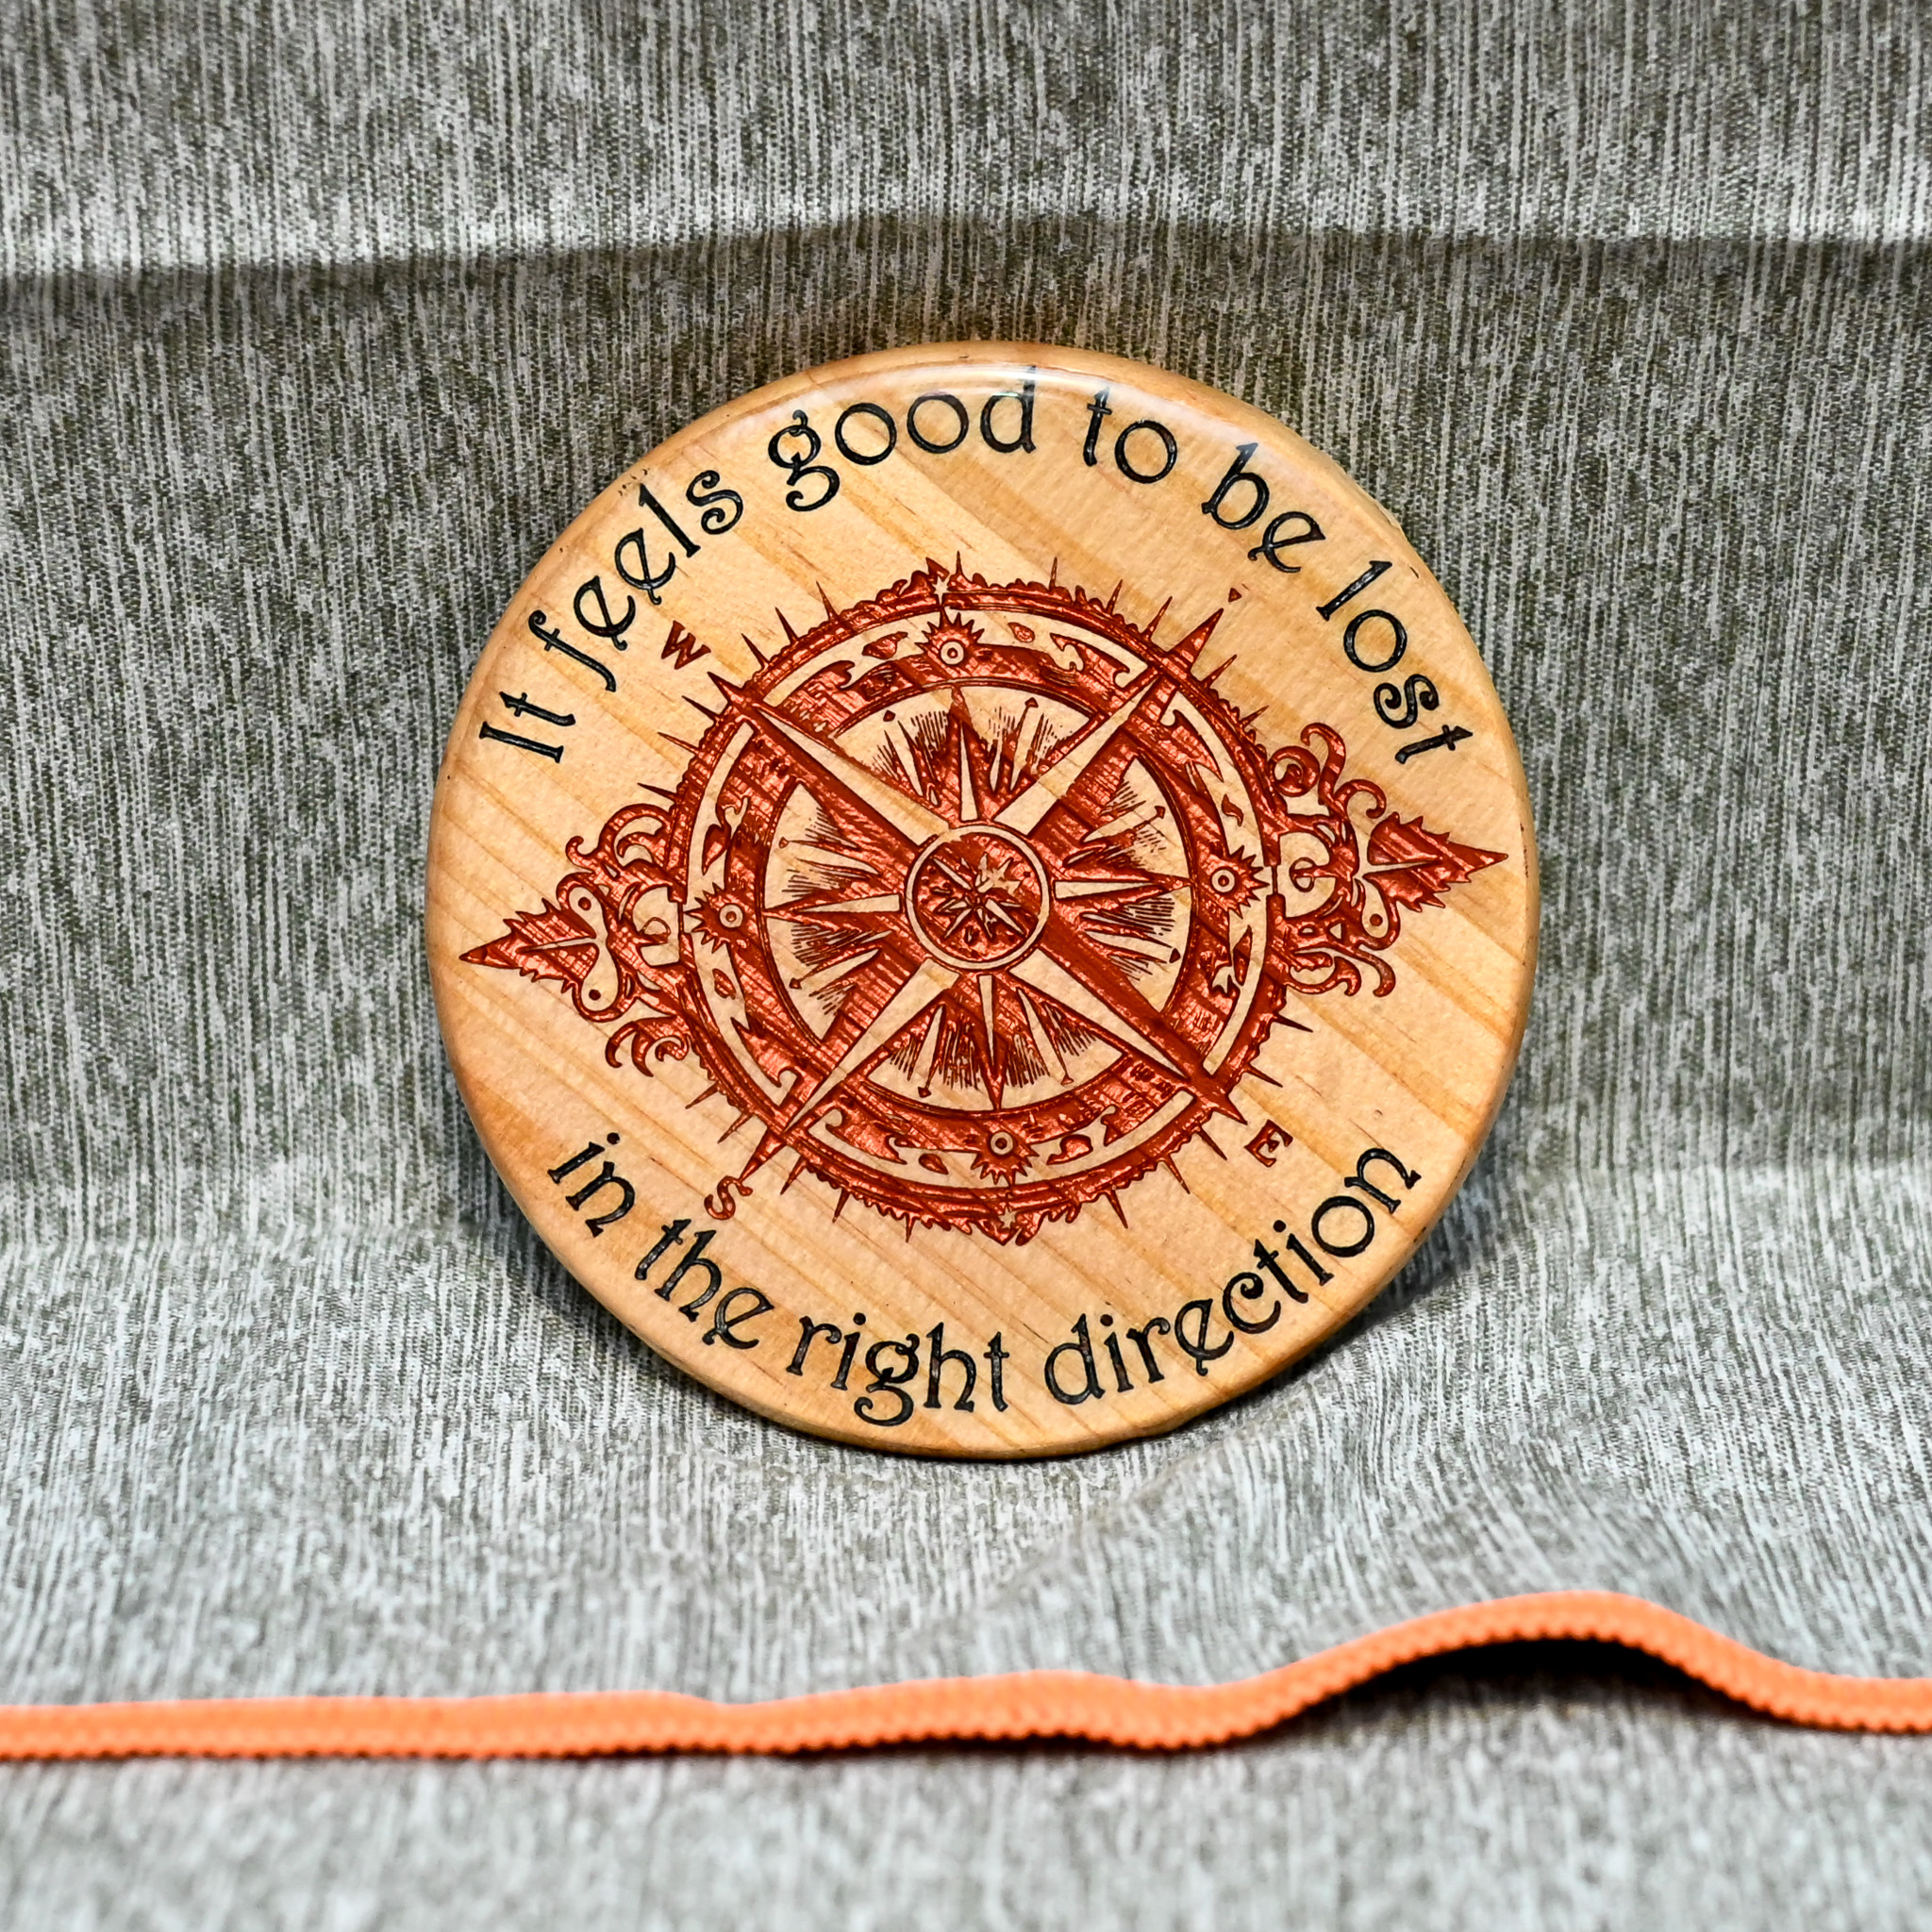 It feels good to be lost
W
E
S
in the right direction